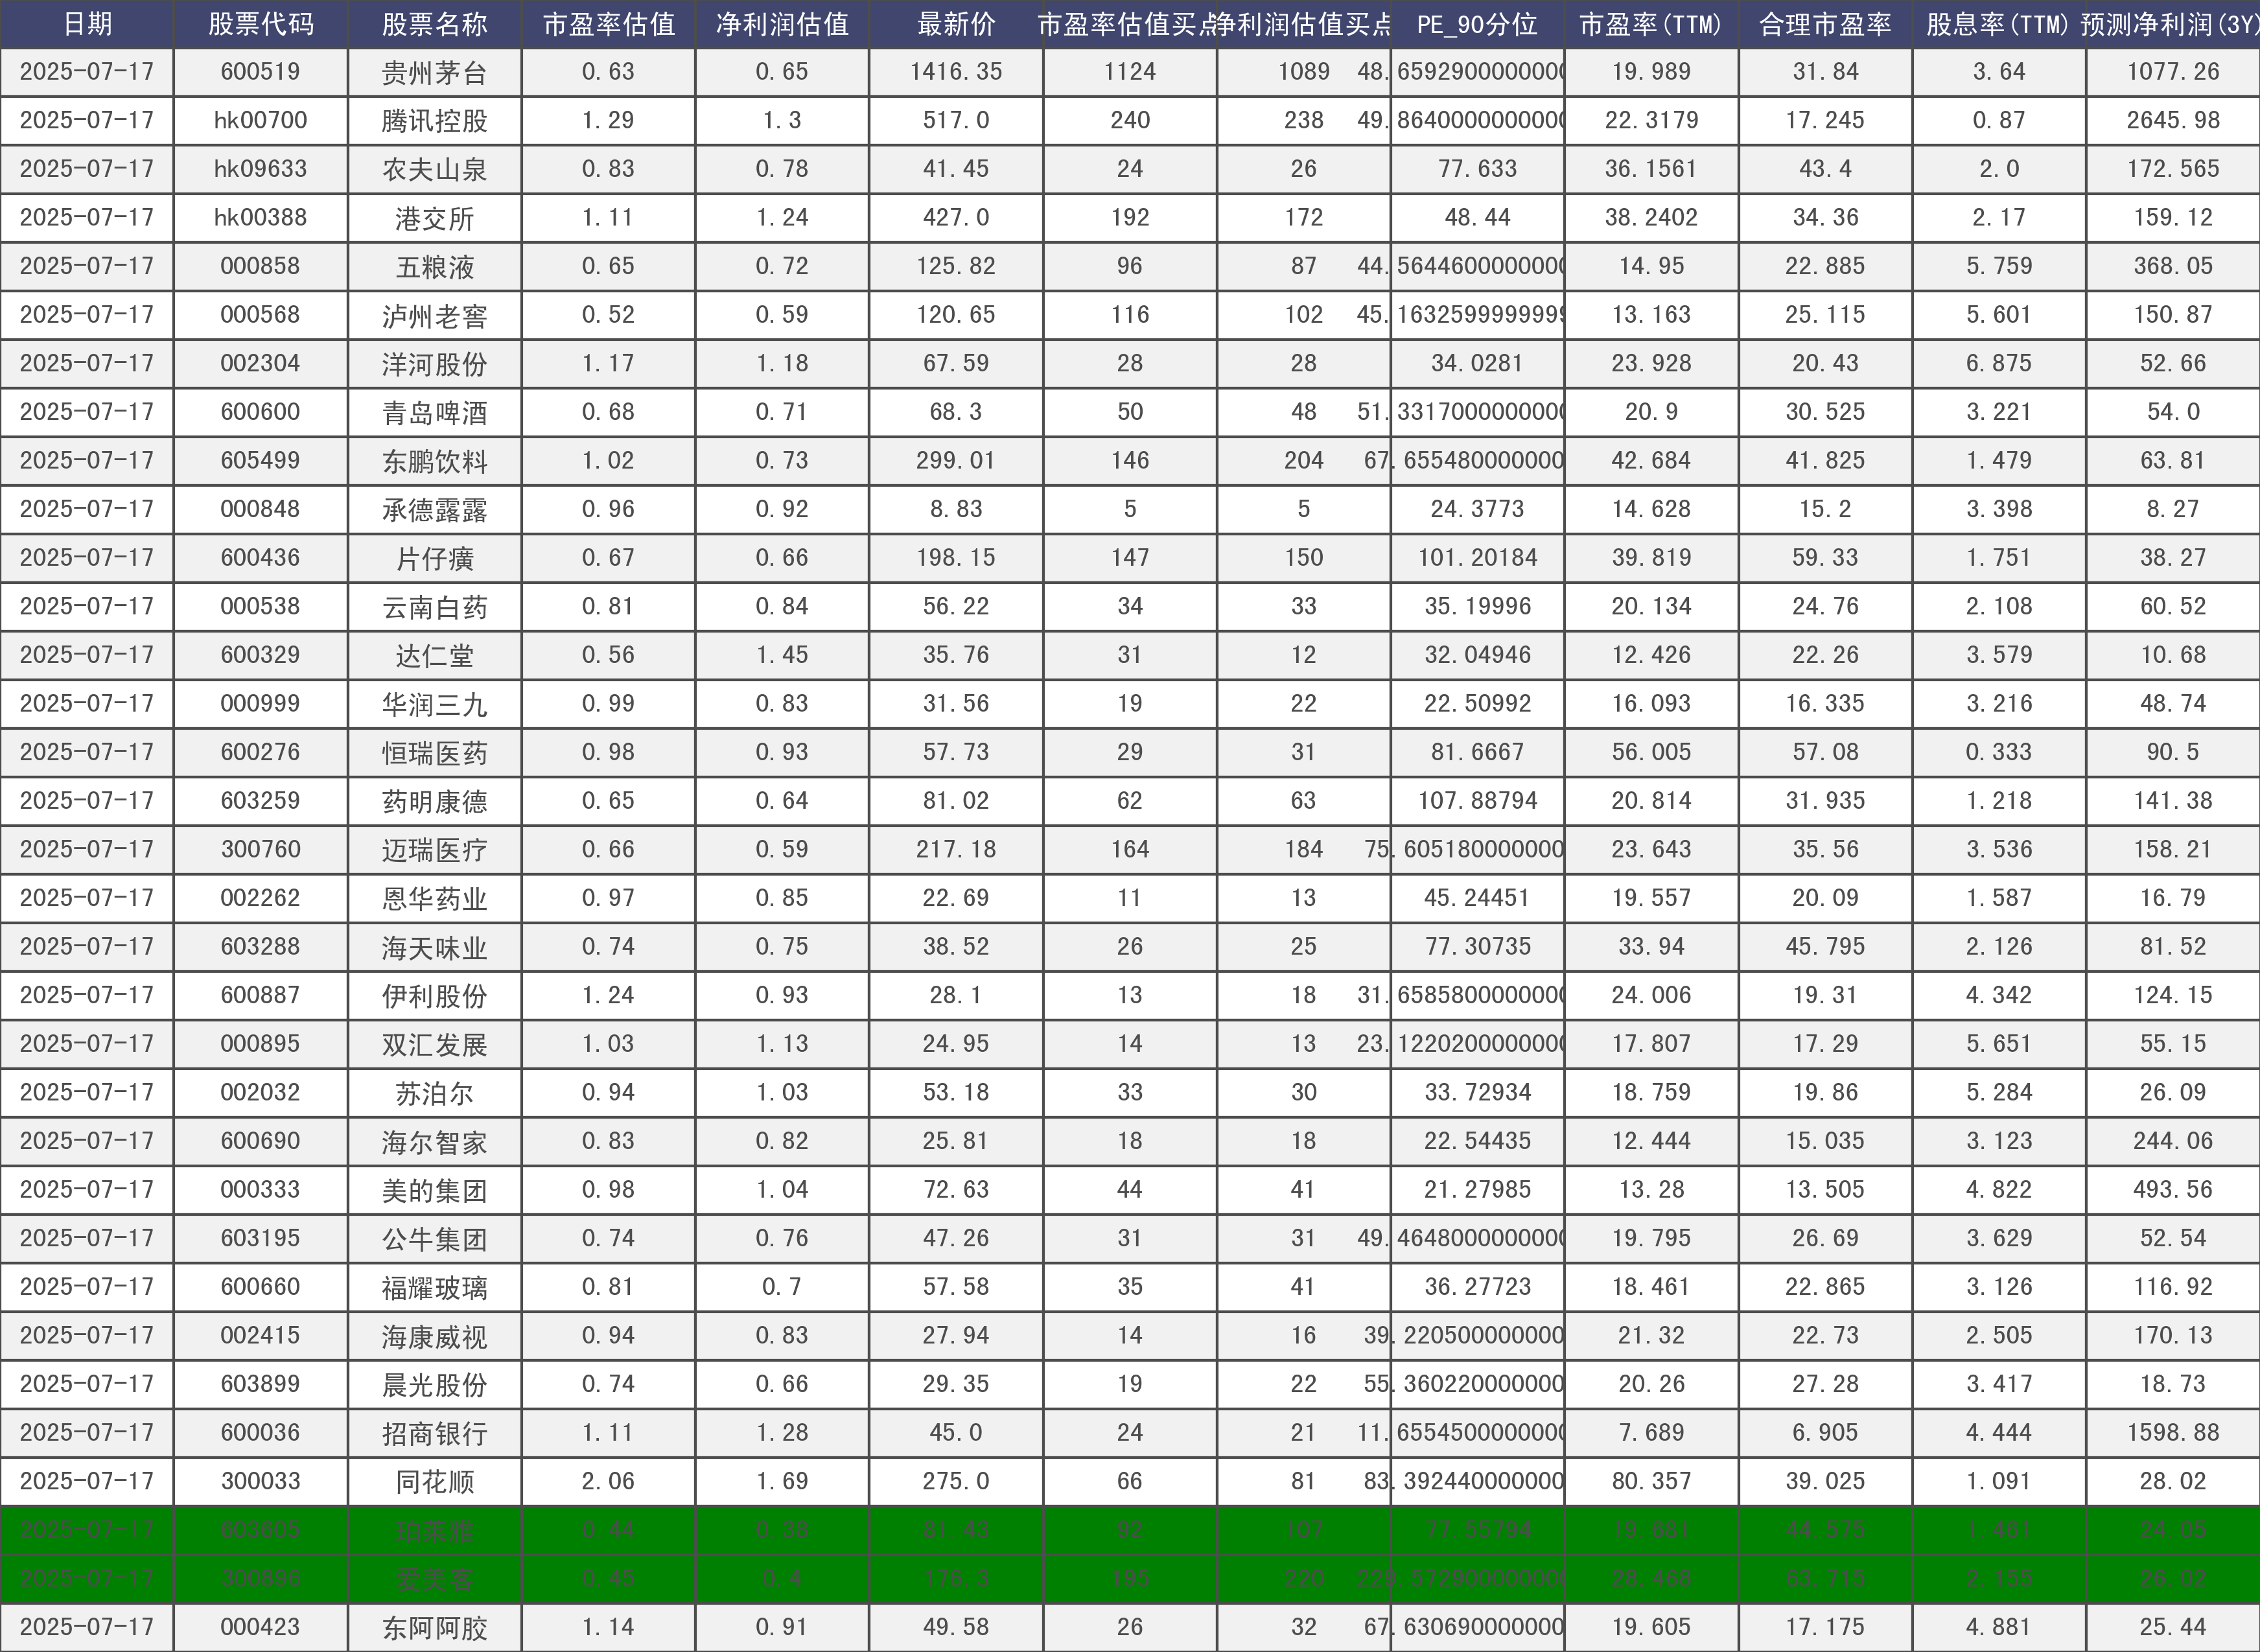 日期 股票代码 股票名称 市盈率估值 净利润估值 最新价 市盈率估值买点 净利润估值买点 PE_90分位 市盈率(TTM) 合理市盈率 股息率(TTM) 预测净利润(3Y)
2025-07-17 600519 贵州茅台 0.63 0.65 1416.35 1124 1089 48.6592900000000 19.989 31.84 3.64 1077.26
2025-07-17 hk00700 腾讯控股 1.29 1.3 517.0 240 238 49.8640000000000 22.3179 17.245 0.87 2645.98
2025-07-17 hk09633 农夫山泉 0.83 0.78 41.45 24 26 77.633 36.1561 43.4 2.0 172.565
2025-07-17 hk00388 港交所 1.11 1.24 427.0 192 172 48.44 38.2402 34.36 2.17 159.12
2025-07-17 000858 五粮液 0.65 0.72 125.82 96 87 44.5644600000000 14.95 22.885 5.759 368.05
2025-07-17 000568 泸州老窖 0.52 0.59 120.65 116 102 45.1632599999999 13.163 25.115 5.601 150.87
2025-07-17 002304 洋河股份 1.17 1.18 67.59 28 28 34.0281 23.928 20.43 6.875 52.66
2025-07-17 600600 青岛啤酒 0.68 0.71 68.3 50 48 51.3317000000000 20.9 30.525 3.221 54.0
2025-07-17 605499 东鹏饮料 1.02 0.73 299.01 146 204 67.655480000000 42.684 41.825 1.479 63.81
2025-07-17 000848 承德露露 0.96 0.92 8.83 5 5 24.3773 14.628 15.2 3.398 8.27
2025-07-17 600436 片仔癀 0.67 0.66 198.15 147 150 101.20184 39.819 59.33 1.751 38.27
2025-07-17 000538 云南白药 0.81 0.84 56.22 34 33 35.19996 20.134 24.76 2.108 60.52
2025-07-17 600329 达仁堂 0.56 1.45 35.76 31 12 32.04946 12.426 22.26 3.579 10.68
2025-07-17 000999 华润三九 0.99 0.83 31.56 19 22 22.50992 16.093 16.335 3.216 48.74
2025-07-17 600276 恒瑞医药 0.98 0.93 57.73 29 31 81.6667 56.005 57.08 0.333 90.5
2025-07-17 603259 药明康德 0.65 0.64 81.02 62 63 107.88794 20.814 31.935 1.218 141.38
2025-07-17 300760 迈瑞医疗 0.66 0.59 217.18 164 184 75.605180000000 23.643 35.56 3.536 158.21
2025-07-17 002262 恩华药业 0.97 0.85 22.69 11 13 45.24451 19.557 20.09 1.587 16.79
2025-07-17 603288 海天味业 0.74 0.75 38.52 26 25 77.30735 33.94 45.795 2.126 81.52
2025-07-17 600887 伊利股份 1.24 0.93 28.1 13 18 31.6585800000000 24.006 19.31 4.342 124.15
2025-07-17 000895 双汇发展 1.03 1.13 24.95 14 13 23.1220200000000 17.807 17.29 5.651 55.15
2025-07-17 002032 苏泊尔 0.94 1.03 53.18 33 30 33.72934 18.759 19.86 5.284 26.09
2025-07-17 600690 海尔智家 0.83 0.82 25.81 18 18 22.54435 12.444 15.035 3.123 244.06
2025-07-17 000333 美的集团 0.98 1.04 72.63 44 41 21.27985 13.28 13.505 4.822 493.56
2025-07-17 603195 公牛集团 0.74 0.76 47.26 31 31 49.4648000000000 19.795 26.69 3.629 52.54
2025-07-17 600660 福耀玻璃 0.81 0.7 57.58 35 41 36.27723 18.461 22.865 3.126 116.92
2025-07-17 002415 海康威视 0.94 0.83 27.94 14 16 39.220500000000 21.32 22.73 2.505 170.13
2025-07-17 603899 晨光股份 0.74 0.66 29.35 19 22 55.360220000000 20.26 27.28 3.417 18.73
2025-07-17 600036 招商银行 1.11 1.28 45.0 24 21 11.6554500000000 7.689 6.905 4.444 1598.88
2025-07-17 300033 同花顺 2.06 1.69 275.0 66 81 83.392440000000 80.357 39.025 1.091 28.02
2025-07-17 603605 珀莱雅 0.44 0.38 81.43 92 107 77.55794 19.681 44.575 1.461 24.05
2025-07-17 300896 爱美客 0.45 0.4 176.3 195 220 229.5729000000000 28.468 63.715 2.155 26.02
2025-07-17 000423 东阿阿胶 1.14 0.91 49.58 26 32 67.630690000000 19.605 17.175 4.881 25.44